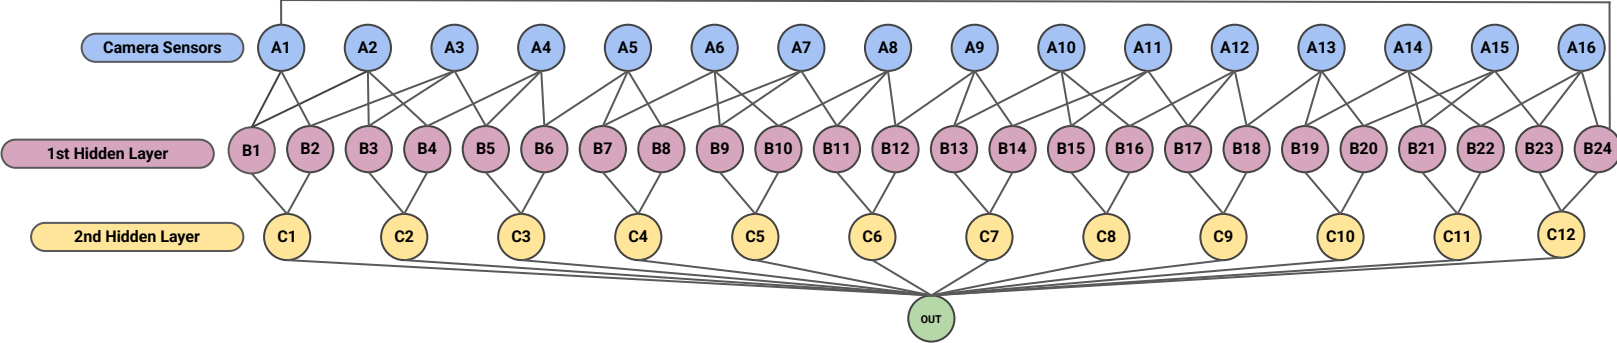 Camera Sensors A1 A2 A3 A4 A5 A6 A7 A8 A9 A10 A11 A12 A13 A14 A15 A16
1st Hidden Layer B1 B2 B3 B4 B5 B6 B7 B8 B9 B10 B11 B12 B13 B14 B15 B16 B17 B18 B19 B20 B21 B22 B23 B24
2nd Hidden Layer C1 C2 C3 C4 C5 C6 C7 C8 C9 C10 C11 C12
OUT